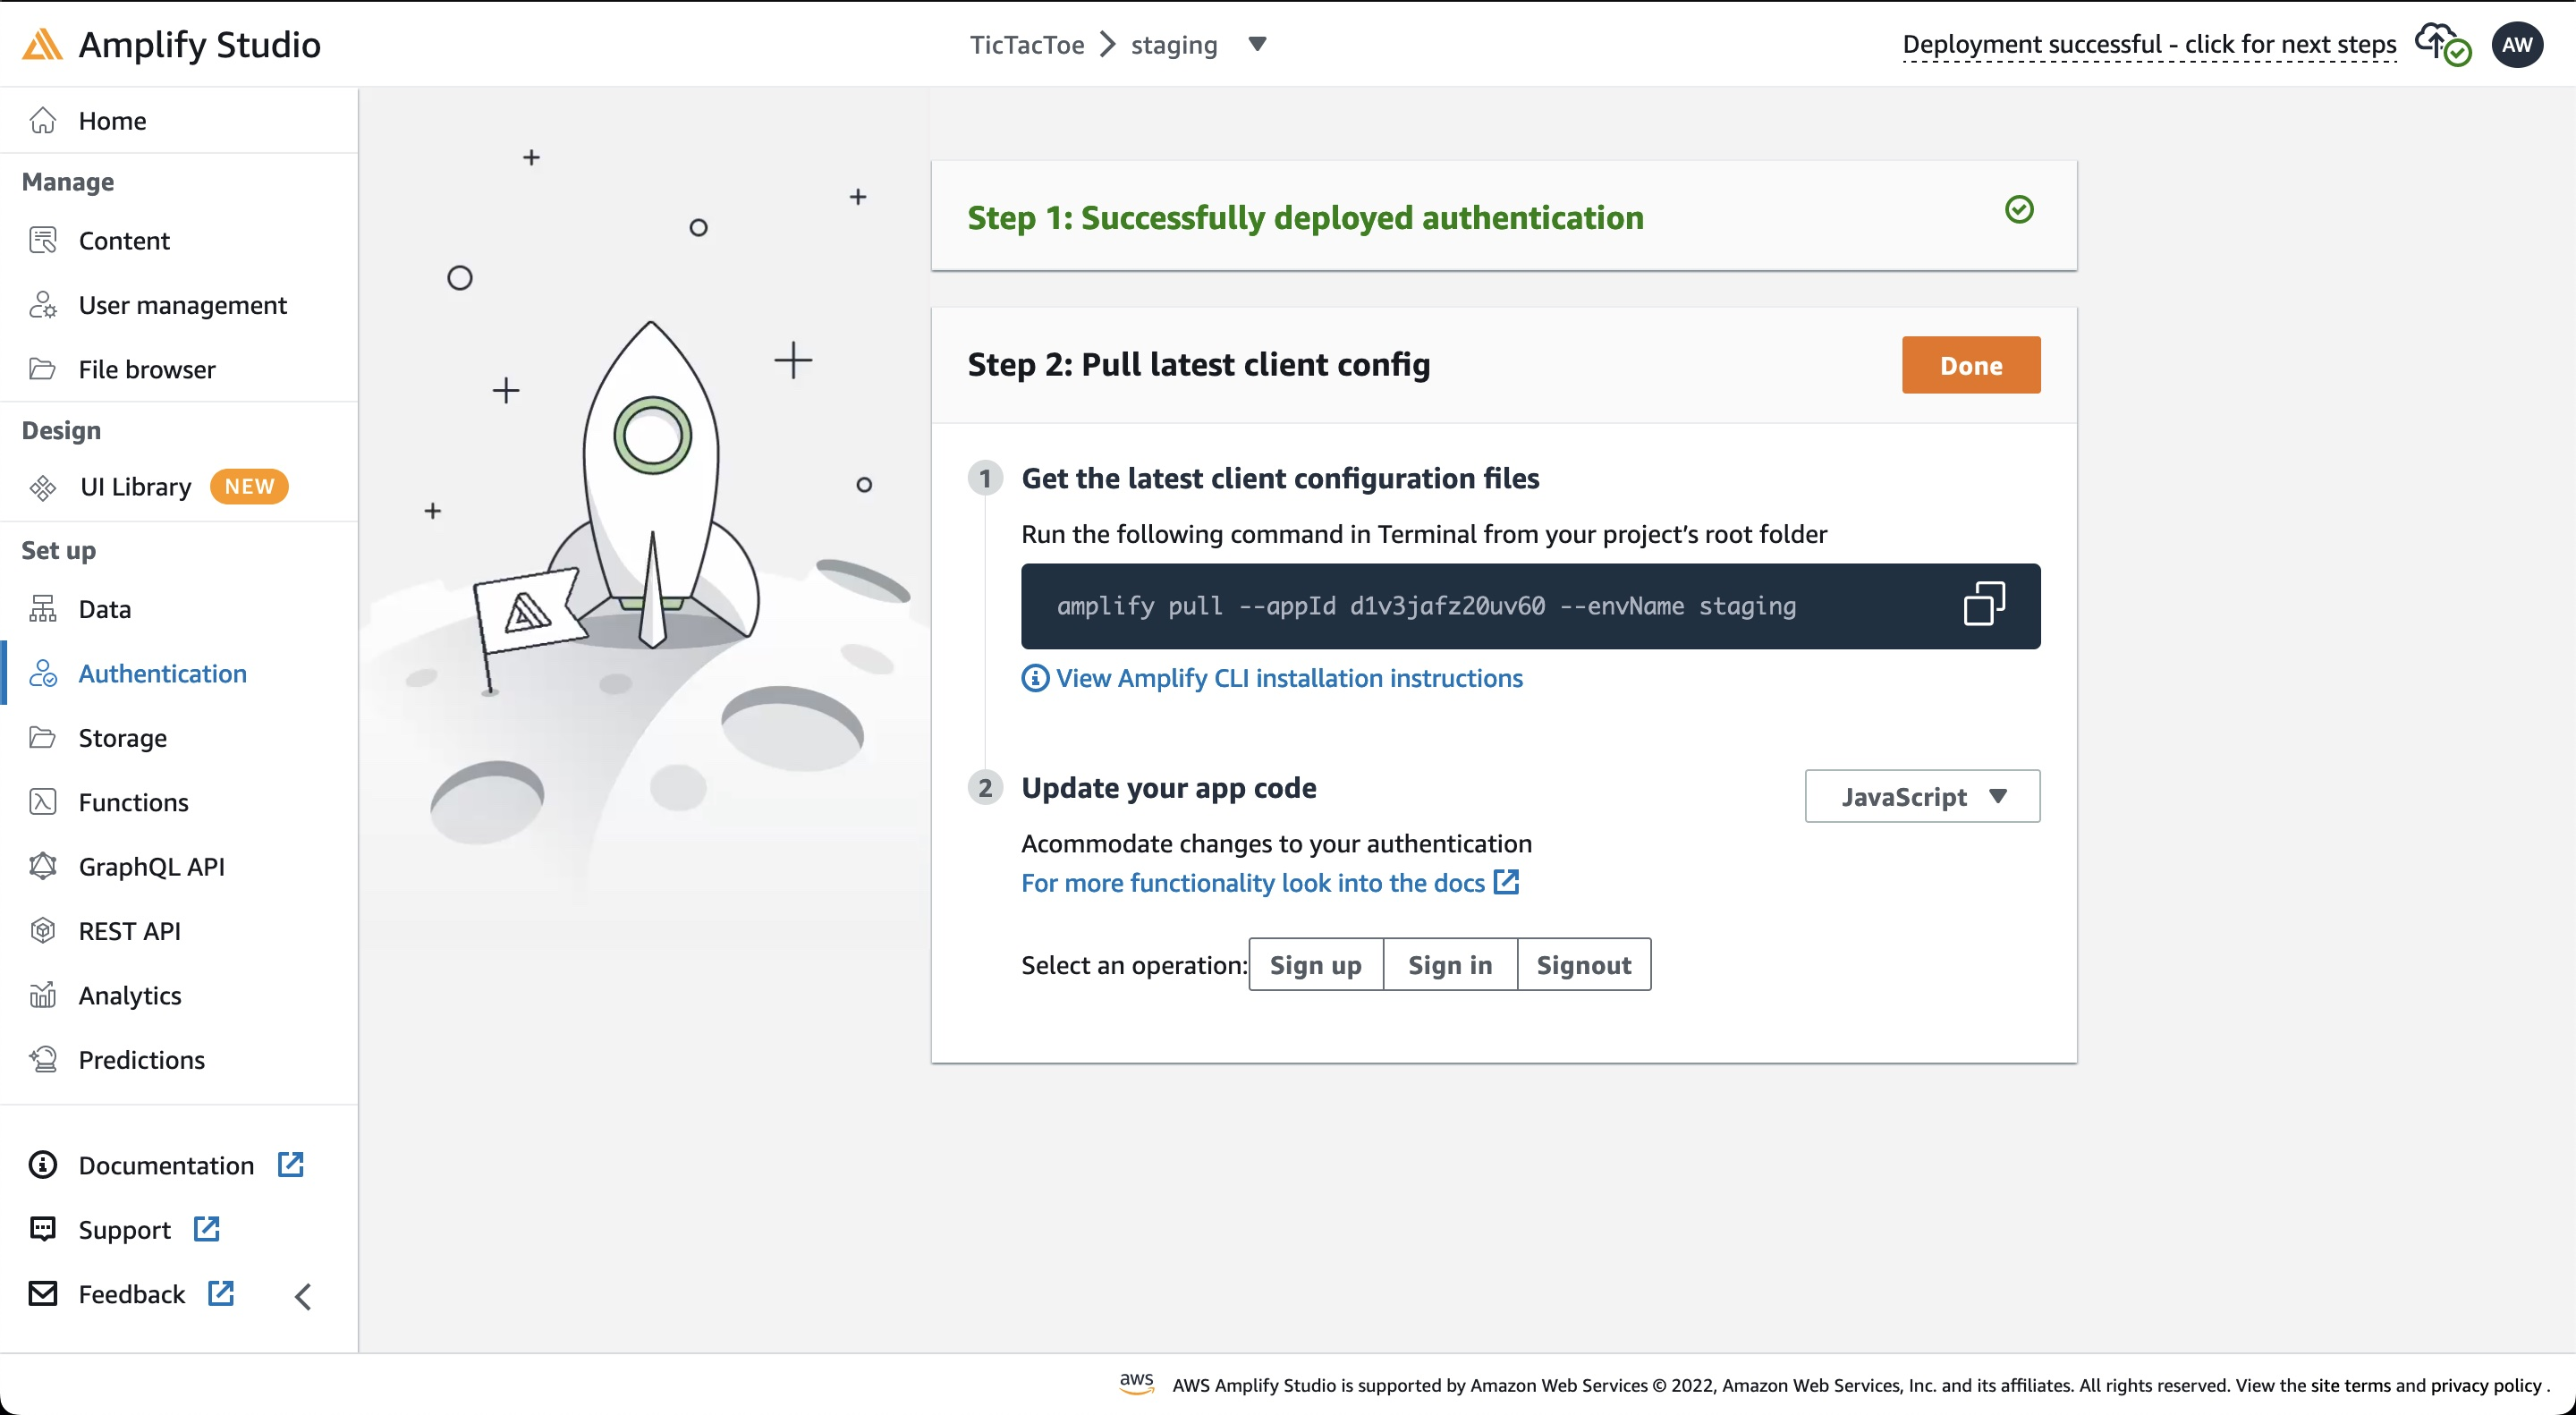 Amplify Studio
TicTacToe > staging
Deployment successful - click for next steps
AW
Home
Manage
Content
User management
File browser
Design
UI Library NEW
Set up
Data
Authentication
Storage
Functions
GraphQL API
REST API
Analytics
Predictions
Documentation
Support
Feedback
Step 1: Successfully deployed authentication
Step 2: Pull latest client config
Done
1 Get the latest client configuration files
Run the following command in Terminal from your project’s root folder
amplify pull --appId d1v3jafz20uv60 --envName staging
View Amplify CLI installation instructions
2 Update your app code
JavaScript
Acommodate changes to your authentication
For more functionality look into the docs
Select an operation: Sign up Sign in Signout
aws AWS Amplify Studio is supported by Amazon Web Services © 2022, Amazon Web Services, Inc. and its affiliates. All rights reserved. View the site terms and privacy policy .